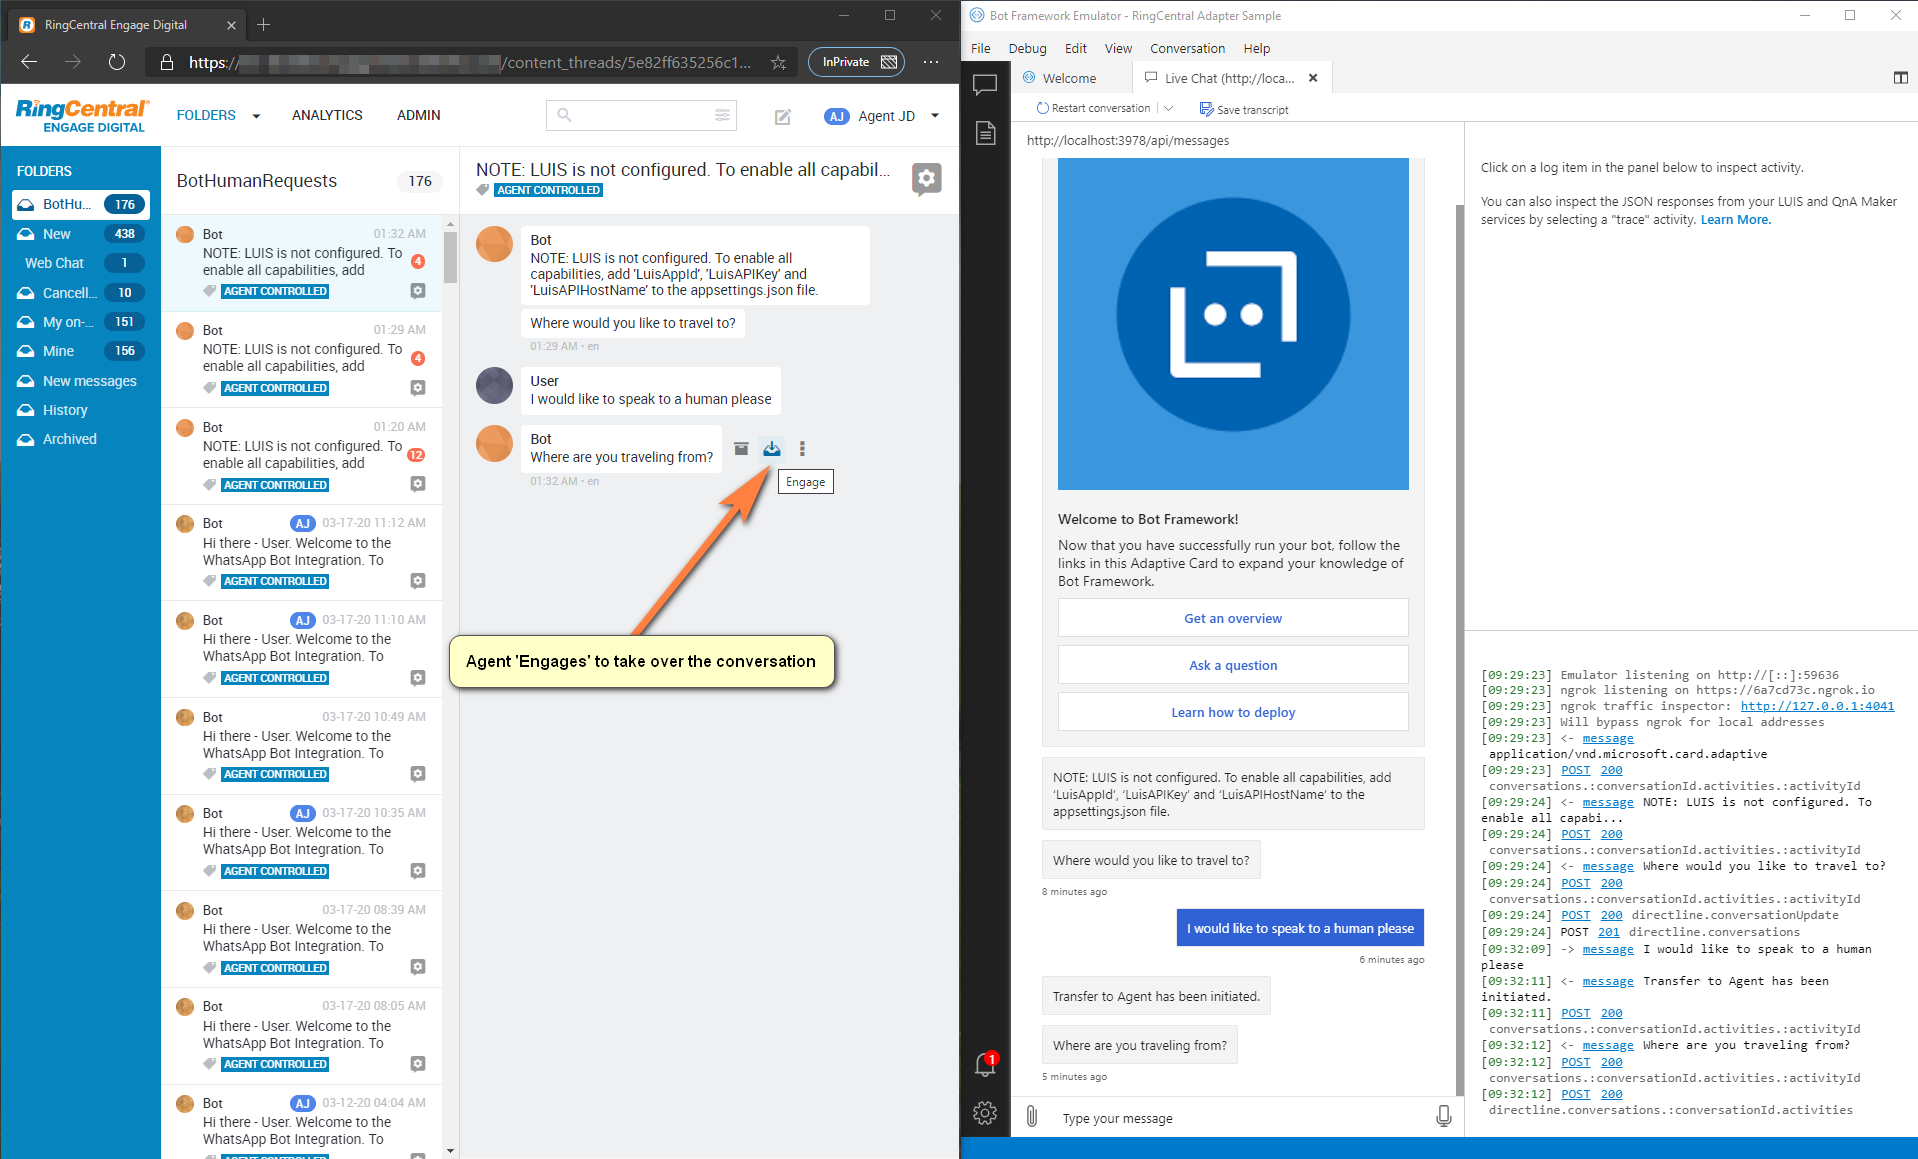 RingCentral Engage Digital
https://
/content_threads/5e82ff635256c1...
InPrivate
RingCentral
ENGAGE DIGITAL
FOLDERS
ANALYTICS
ADMIN
AJ
Agent JD
FOLDERS
BotHu...
176
New
438
Web Chat
1
Cancell...
10
My on-...
151
Mine
156
New messages
History
Archived
BotHumanRequests
176
Bot
01:32 AM
NOTE: LUIS is not configured. To
enable all capabilities, add
4
AGENT CONTROLLED
Bot
01:29 AM
NOTE: LUIS is not configured. To
enable all capabilities, add
4
AGENT CONTROLLED
Bot
01:20 AM
NOTE: LUIS is not configured. To
enable all capabilities, add
12
AGENT CONTROLLED
Bot
AJ
03-17-20 11:12 AM
Hi there - User. Welcome to the
WhatsApp Bot Integration. To
AGENT CONTROLLED
Bot
AJ
03-17-20 11:10 AM
Hi there - User. Welcome to the
WhatsApp Bot Integration. To
AGENT CONTROLLED
Bot
03-17-20 10:49 AM
Hi there - User. Welcome to the
WhatsApp Bot Integration. To
AGENT CONTROLLED
Bot
AJ
03-17-20 10:35 AM
Hi there - User. Welcome to the
WhatsApp Bot Integration. To
AGENT CONTROLLED
Bot
03-17-20 08:39 AM
Hi there - User. Welcome to the
WhatsApp Bot Integration. To
AGENT CONTROLLED
Bot
03-17-20 08:05 AM
Hi there - User. Welcome to the
WhatsApp Bot Integration. To
AGENT CONTROLLED
Bot
AJ
03-12-20 04:04 AM
Hi there - User. Welcome to the
WhatsApp Bot Integration. To
NOTE: LUIS is not configured. To enable all capabil...
AGENT CONTROLLED
Bot
NOTE: LUIS is not configured. To enable all
capabilities, add 'LuisAppId', 'LuisAPIKey' and
'LuisAPIHostName' to the appsettings.json file.
Where would you like to travel to?
01:29 AM • en
User
I would like to speak to a human please
Bot
Where are you traveling from?
01:32 AM • en
Engage
Agent 'Engages' to take over the conversation
Bot Framework Emulator - RingCentral Adapter Sample
File
Debug
Edit
View
Conversation
Help
Welcome
Live Chat (http://loca...
Restart conversation
Save transcript
http://localhost:3978/api/messages
Welcome to Bot Framework!
Now that you have successfully run your bot, follow the
links in this Adaptive Card to expand your knowledge of
Bot Framework.
Get an overview
Ask a question
Learn how to deploy
NOTE: LUIS is not configured. To enable all capabilities, add
'LuisAppId', 'LuisAPIKey' and 'LuisAPIHostName' to the
appsettings.json file.
Where would you like to travel to?
8 minutes ago
I would like to speak to a human please
6 minutes ago
Transfer to Agent has been initiated.
Where are you traveling from?
5 minutes ago
1
Type your message
Click on a log item in the panel below to inspect activity.
You can also inspect the JSON responses from your LUIS and QnA Maker
services by selecting a "trace" activity. Learn More.
[09:29:23] Emulator listening on http://[::]:59636
[09:29:23] ngrok listening on https://6a7cd73c.ngrok.io
[09:29:23] ngrok traffic inspector: http://127.0.0.1:4041
[09:29:23] Will bypass ngrok for local addresses
[09:29:23] <- message
application/vnd.microsoft.card.adaptive
[09:29:23] POST 200
conversations.:conversationId.activities.:activityId
[09:29:24] <- message NOTE: LUIS is not configured. To
enable all capabi...
[09:29:24] POST 200
conversations.:conversationId.activities.:activityId
[09:29:24] <- message Where would you like to travel to?
[09:29:24] POST 200
conversations.:conversationId.activities.:activityId
[09:29:24] POST 200 directline.conversationUpdate
[09:29:24] POST 201 directline.conversations
[09:32:09] -> message I would like to speak to a human
please
[09:32:11] <- message Transfer to Agent has been
initiated.
[09:32:11] POST 200
conversations.:conversationId.activities.:activityId
[09:32:12] <- message Where are you traveling from?
[09:32:12] POST 200
conversations.:conversationId.activities.:activityId
[09:32:12] POST 200
directline.conversations.:conversationId.activities